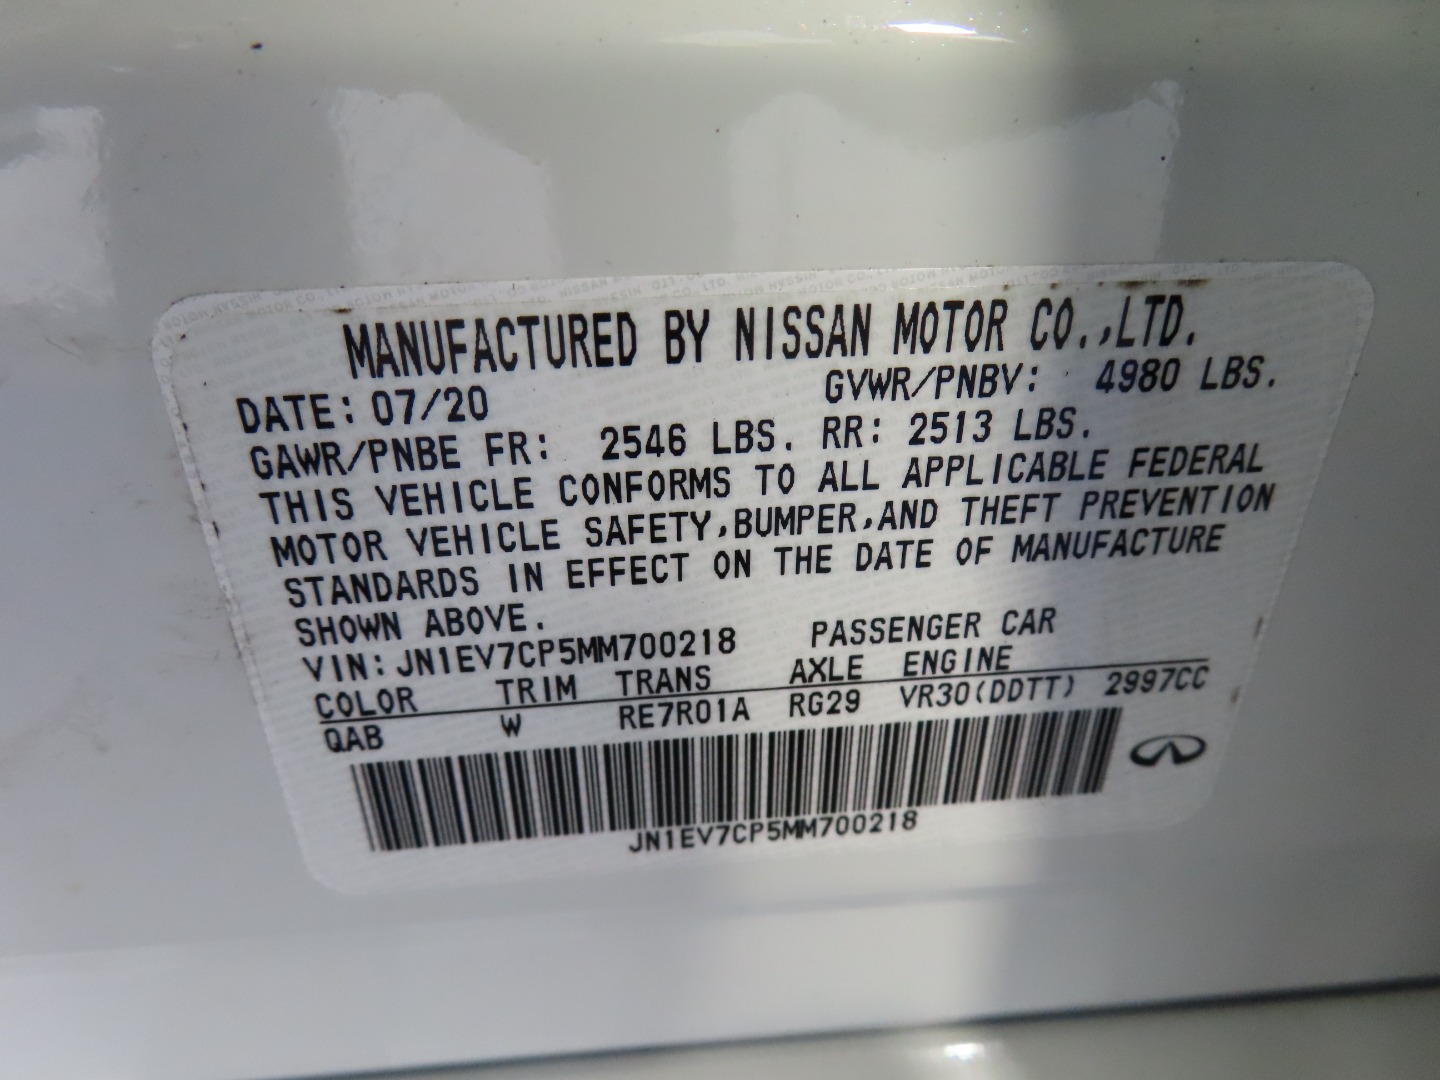 MANUFACTURED BY NISSAN MOTOR CO.,LTD.
DATE: 07/20 GVWR/PNBV: 4980 LBS.
GAWR/PNBE FR: 2546 LBS. RR: 2513 LBS.
THIS VEHICLE CONFORMS TO ALL APPLICABLE FEDERAL
MOTOR VEHICLE SAFETY,BUMPER,AND THEFT PREVENTION
STANDARDS IN EFFECT ON THE DATE OF MANUFACTURE
SHOWN ABOVE.
VIN: JN1EV7CP5MM700218 PASSENGER CAR
COLOR TRIM TRANS AXLE ENGINE
QAB W RE7R01A RG29 VR30(DDTT) 2997CC
JN1EV7CP5MM700218